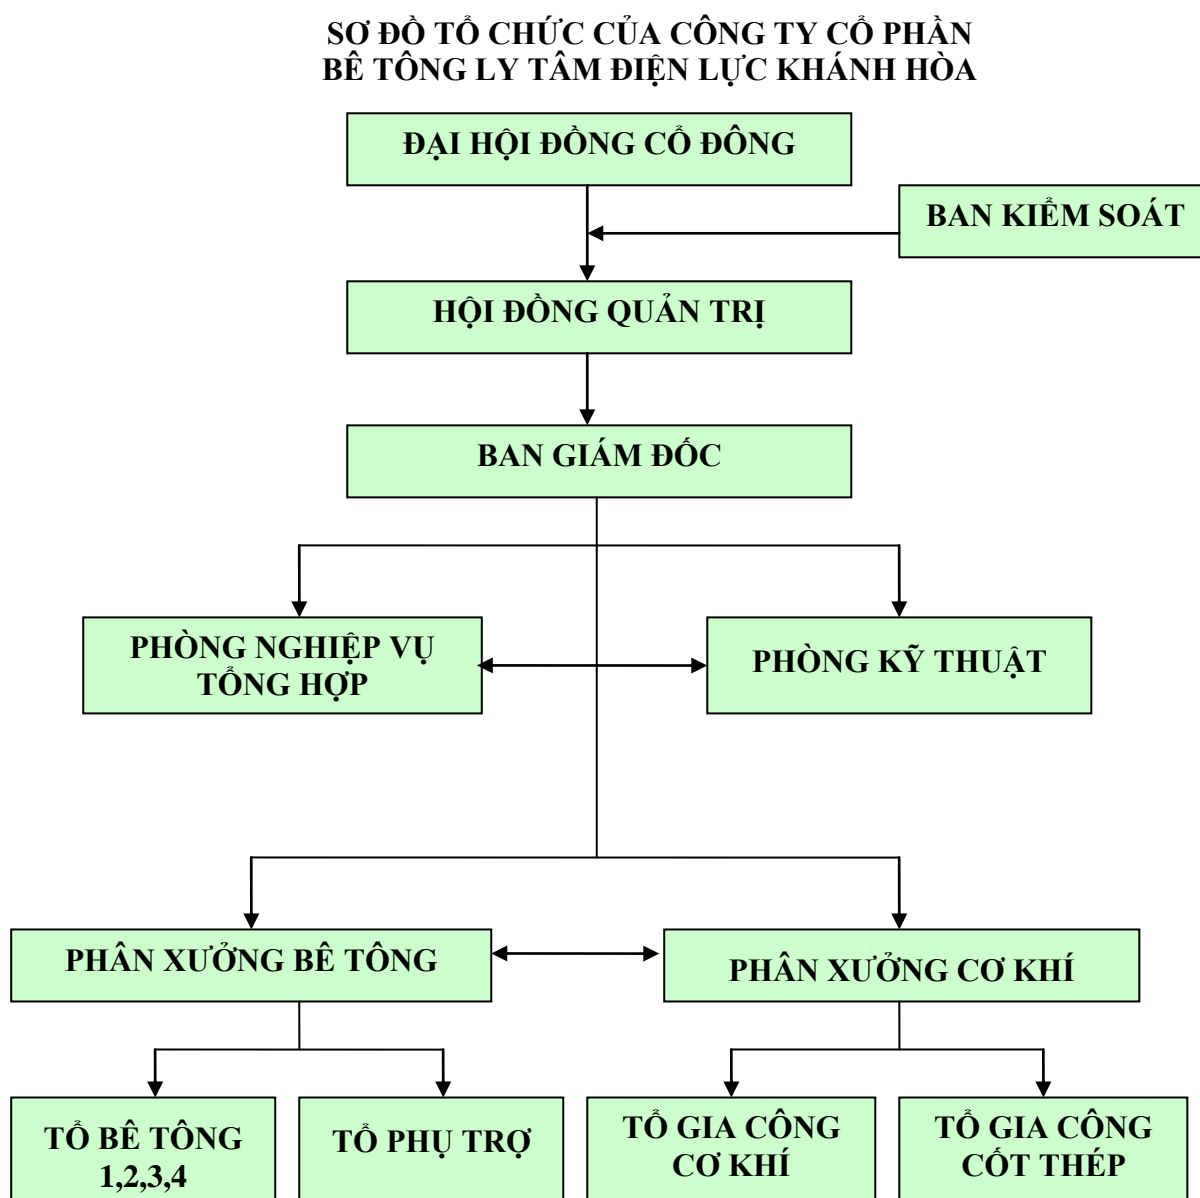 SƠ ĐỒ TỔ CHỨC CỦA CÔNG TY CỔ PHẦN
BÊ TÔNG LY TÂM ĐIỆN LỰC KHÁNH HÒA
ĐẠI HỘI ĐỒNG CỔ ĐÔNG
BAN KIỂM SOÁT
HỘI ĐỒNG QUẢN TRỊ
BAN GIÁM ĐỐC
PHÒNG NGHIỆP VỤ
TỔNG HỢP
PHÒNG KỸ THUẬT
PHÂN XƯỞNG BÊ TÔNG
PHÂN XƯỞNG CƠ KHÍ
TỔ BÊ TÔNG
1,2,3,4
TỔ PHỤ TRỢ
TỔ GIA CÔNG
CƠ KHÍ
TỔ GIA CÔNG
CỐT THÉP